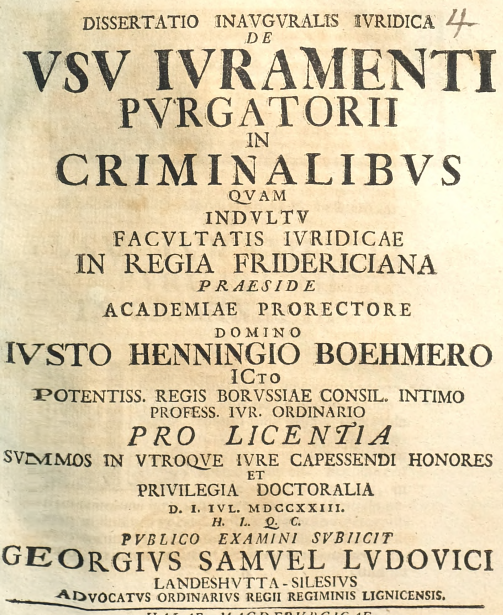 4
DISSERTATIO INAVGVRALIS IVRIDICA
DE
VSV IVRAMENTI
PVRGATORII
IN
CRIMINALIBVS
QVAM
INDVLTV
FACVLTATIS IVRIDICAE
IN REGIA FRIDERICIANA
PRAESIDE
ACADEMIAE PRORECTORE
DOMINO
IVSTO HENNINGIO BOEHMERO
ICTO
POTENTISS. REGIS BORVSSIAE CONSIL. INTIMO
PROFESS. IVR. ORDINARIO
PRO LICENTIA
SVMMOS IN VTROQVE IVRE CAPESSENDI HONORES
ET
PRIVILEGIA DOCTORALIA
D. I. IVL. MDCCXXIII.
H. L. Q. C.
PVBLICO EXAMINI SVBIICIT
GEORGIVS SAMVEL LVDOVICI
LANDESHVTTA-SILESIVS
ADVOCATVS ORDINARIVS REGII REGIMINIS LIGNICENSIS.